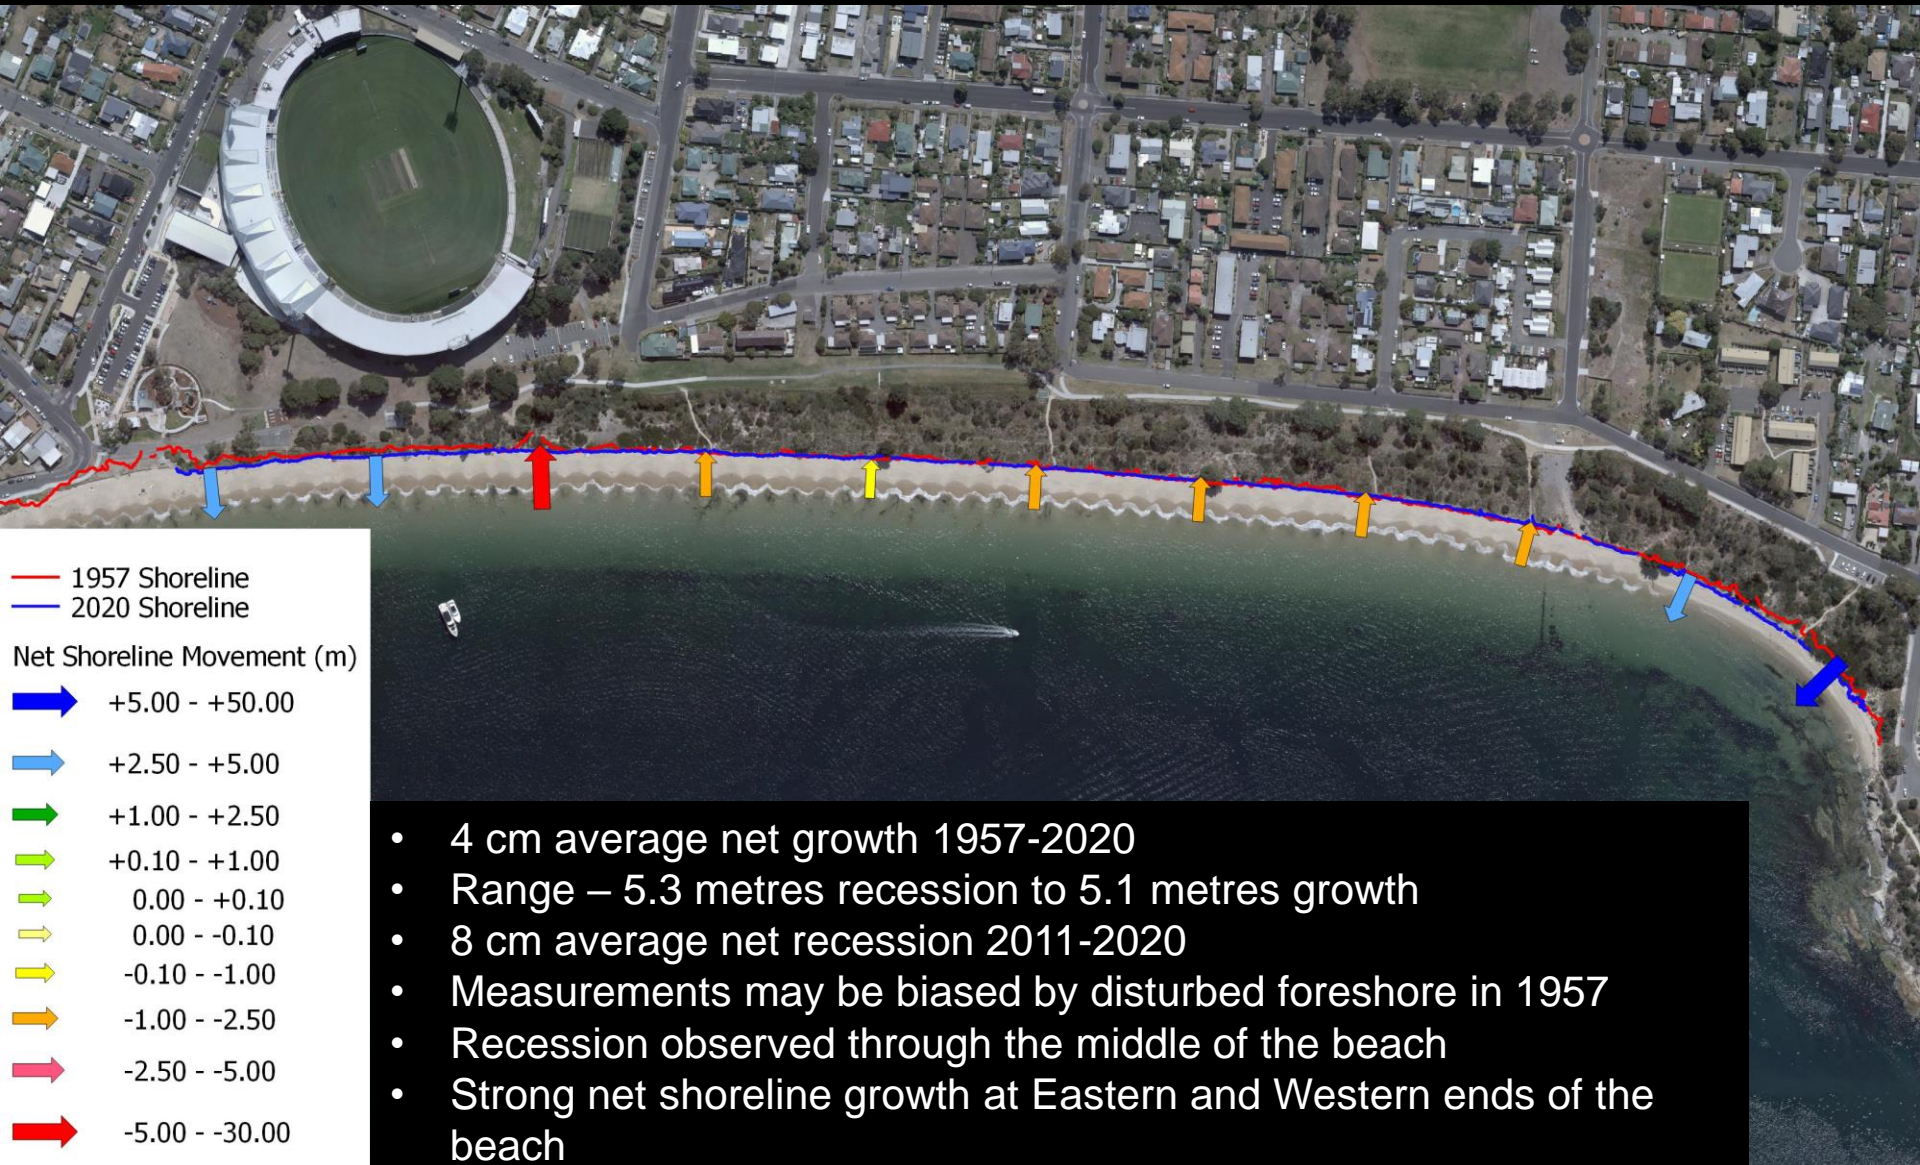 1957 Shoreline
2020 Shoreline
Net Shoreline Movement (m)
+5.00 - +50.00
+2.50 - +5.00
+1.00 - +2.50
+0.10 - +1.00
0.00 - +0.10
0.00 - -0.10
-0.10 - -1.00
-1.00 - -2.50
-2.50 - -5.00
-5.00 - -30.00
• 4 cm average net growth 1957-2020
• Range – 5.3 metres recession to 5.1 metres growth
• 8 cm average net recession 2011-2020
• Measurements may be biased by disturbed foreshore in 1957
• Recession observed through the middle of the beach
• Strong net shoreline growth at Eastern and Western ends of the
beach